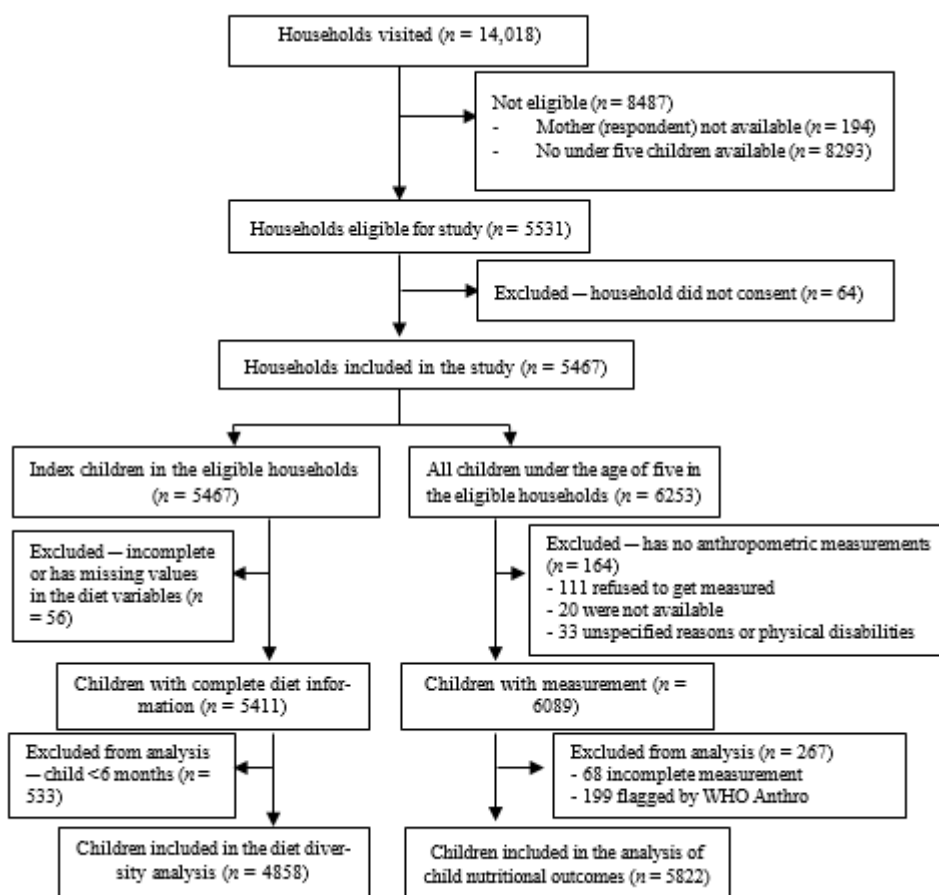 Households visited (n = 14,018)
Not eligible (n = 8487)
- Mother (respondent) not available (n = 194)
- No under five children available (n = 8293)
Households eligible for study (n = 5531)
Excluded — household did not consent (n = 64)
Households included in the study (n = 5467)
Index children in the eligible households
(n = 5467)
All children under the age of five in
the eligible households (n = 6253)
Excluded — incomplete
or has missing values
in the diet variables (n
= 56)
Excluded — has no anthropometric measurements
(n = 164)
- 111 refused to get measured
- 20 were not available
- 33 unspecified reasons or physical disabilities
Children with complete diet infor-
mation (n = 5411)
Children with measurement (n =
6089)
Excluded from analysis
— child <6 months (n =
533)
Excluded from analysis (n = 267)
- 68 incomplete measurement
- 199 flagged by WHO Anthro
Children included in the diet diver-
sity analysis (n = 4858)
Children included in the analysis of
child nutritional outcomes (n = 5822)